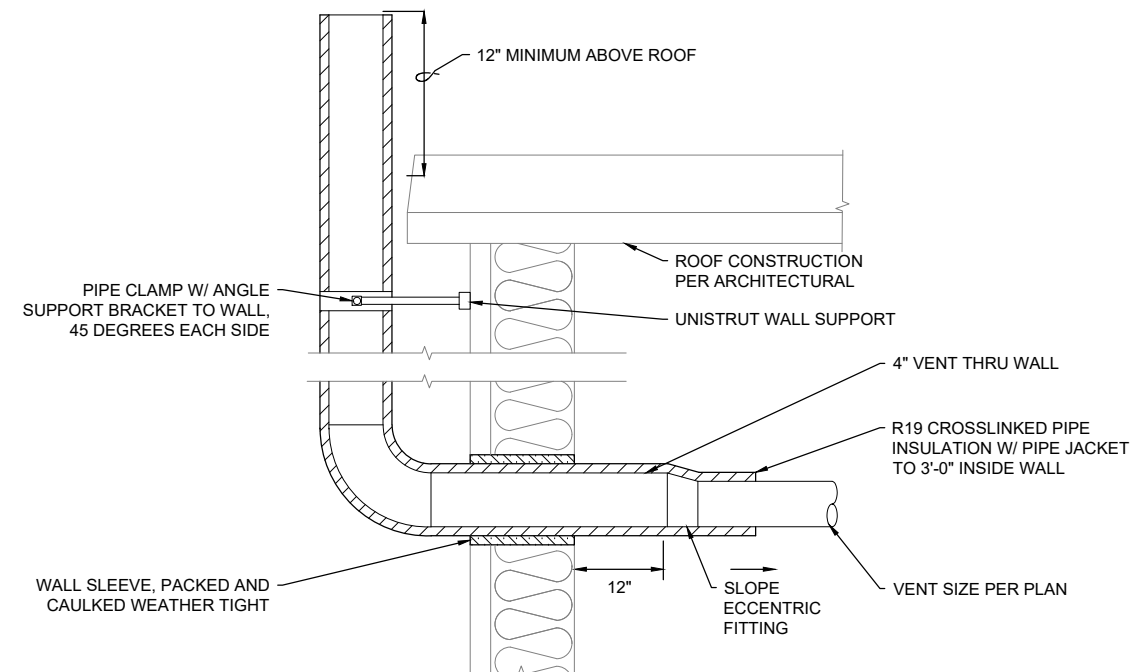 12" MINIMUM ABOVE ROOF
ROOF CONSTRUCTION
PER ARCHITECTURAL
PIPE CLAMP W/ ANGLE
SUPPORT BRACKET TO WALL,
45 DEGREES EACH SIDE
UNISTRUT WALL SUPPORT
4" VENT THRU WALL
R19 CROSSLINKED PIPE
INSULATION W/ PIPE JACKET
TO 3'-0" INSIDE WALL
WALL SLEEVE, PACKED AND
CAULKED WEATHER TIGHT
12"
SLOPE
ECCENTRIC
FITTING
VENT SIZE PER PLAN